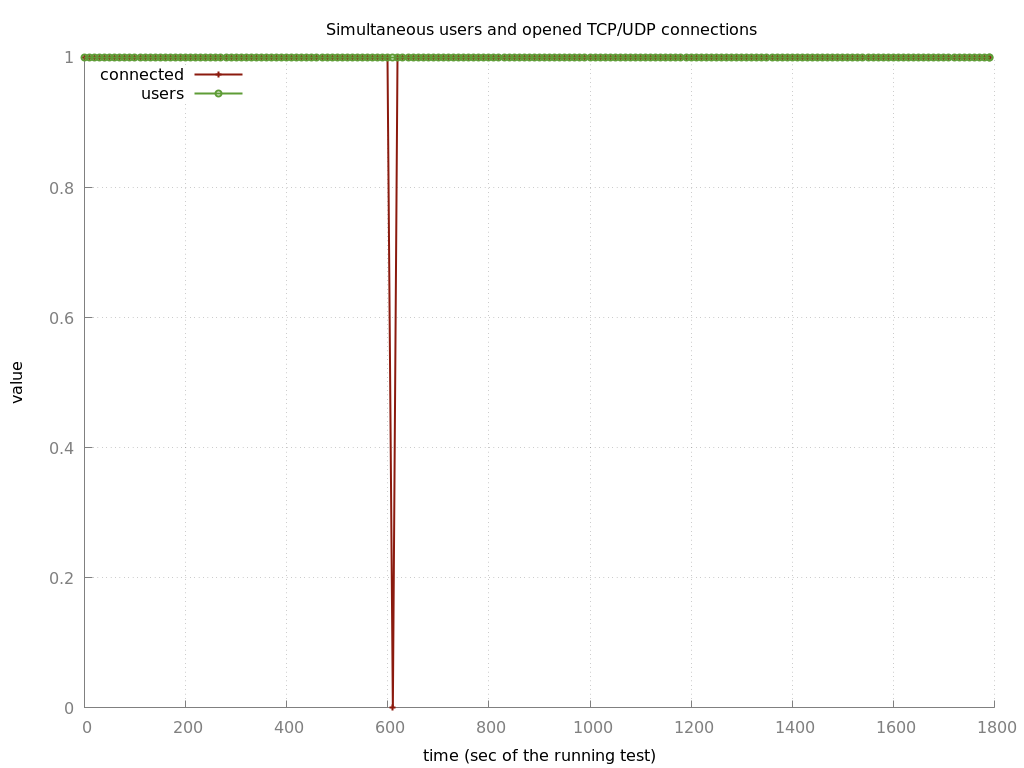 Simultaneous users and opened TCP/UDP connections
1
connected
users
0.8
0.6
value
0.4
0.2
0
0 200 400 600 800 1000 1200 1400 1600 1800
time (sec of the running test)